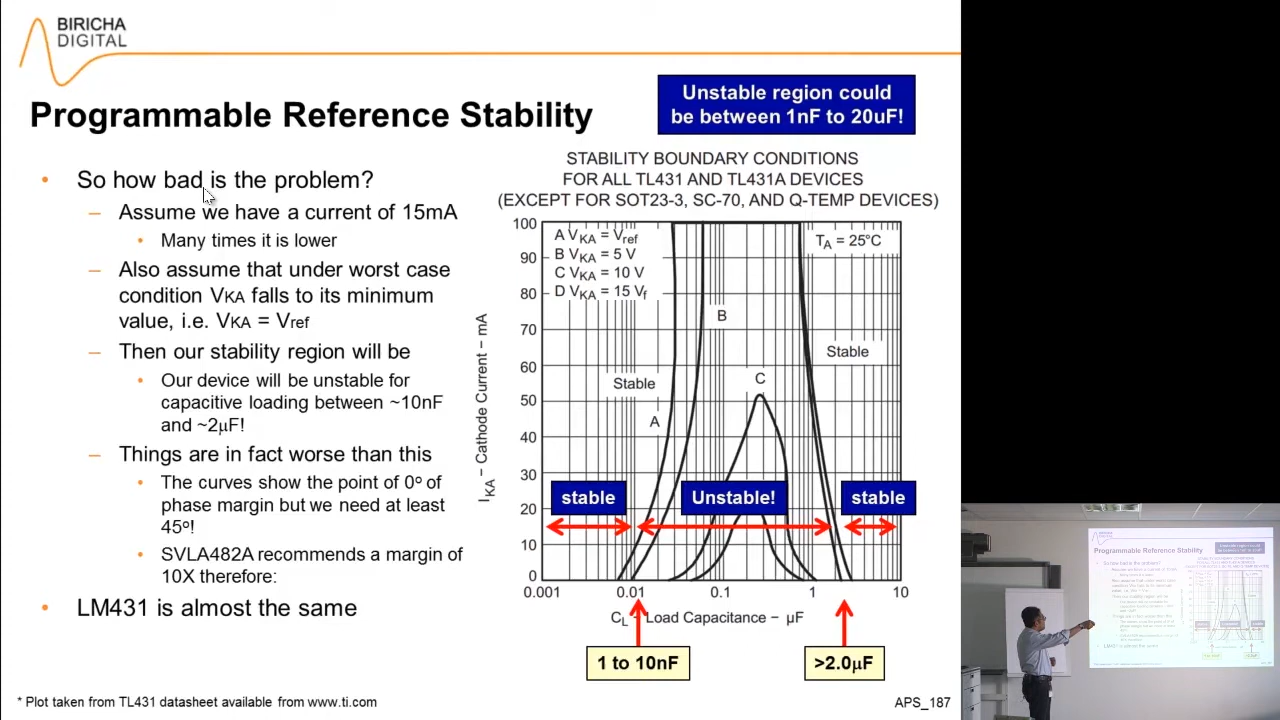 BIRICHA
DIGITAL
Unstable region could
be between 1nF to 20uF!
Programmable Reference Stability
• So how bad is the problem?
– Assume we have a current of 15mA
• Many times it is lower
– Also assume that under worst case
condition VKA falls to its minimum
value, i.e. VKA = Vref
– Then our stability region will be
• Our device will be unstable for
capacitive loading between ~10nF
and ~2μF!
– Things are in fact worse than this
• The curves show the point of 0º of
phase margin but we need at least
45º!
• SVLA482A recommends a margin of
10X therefore:
• LM431 is almost the same
STABILITY BOUNDARY CONDITIONS
FOR ALL TL431 AND TL431A DEVICES
(EXCEPT FOR SOT23-3, SC-70, AND Q-TEMP DEVICES)
A VKA = Vref
B VKA = 5 V
C VKA = 10 V
D VKA = 15 Vf
TA = 25°C
100
90
80
70
60
50
40
30
20
10
0
IKA – Cathode Current – mA
B
Stable
C
Stable
A
stable
Unstable!
stable
0.001
0.01
0.1
1
10
CL Load Capacitance – μF
1 to 10nF
>2.0μF
* Plot taken from TL431 datasheet available from www.ti.com
APS_187
Programmable Reference Stability